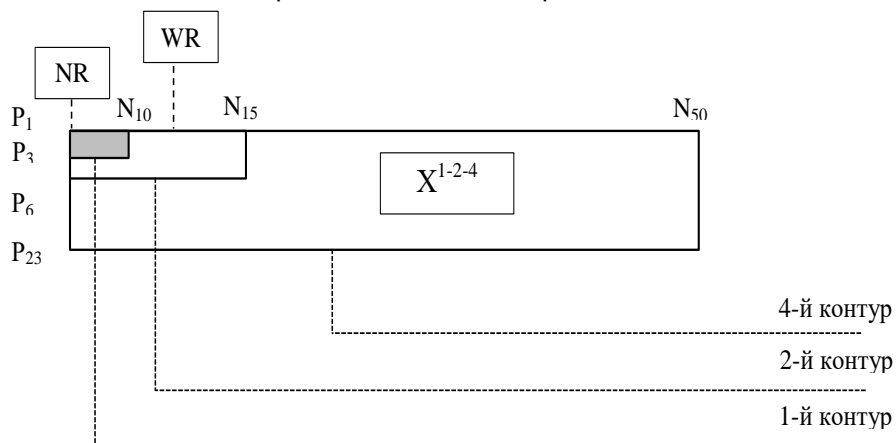 WR
NR
P₁ N₁₀ N₁₅ N₅₀
P₃
X¹⁻²⁻⁴
P₆
P₂₃
4-й контур
2-й контур
1-й контур